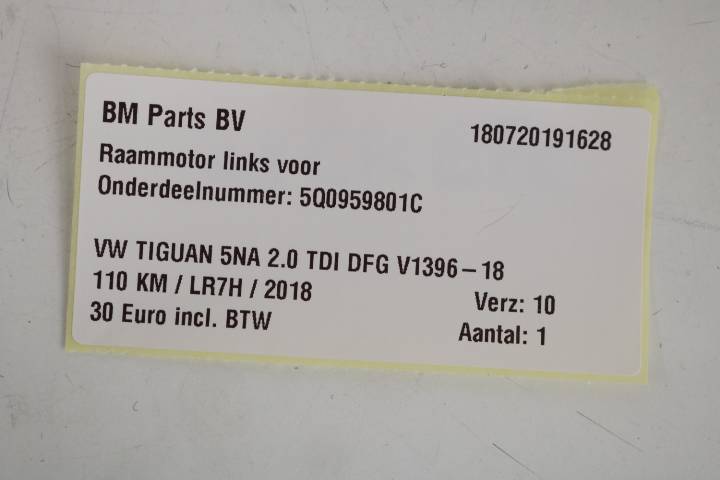 BM Parts BV
180720191628
Raammotor links voor
Onderdeelnummer: 5Q0959801C
VW TIGUAN 5NA 2.0 TDI DFG V1396-18
110 KM / LR7H / 2018
Verz: 10
30 Euro incl. BTW
Aantal: 1